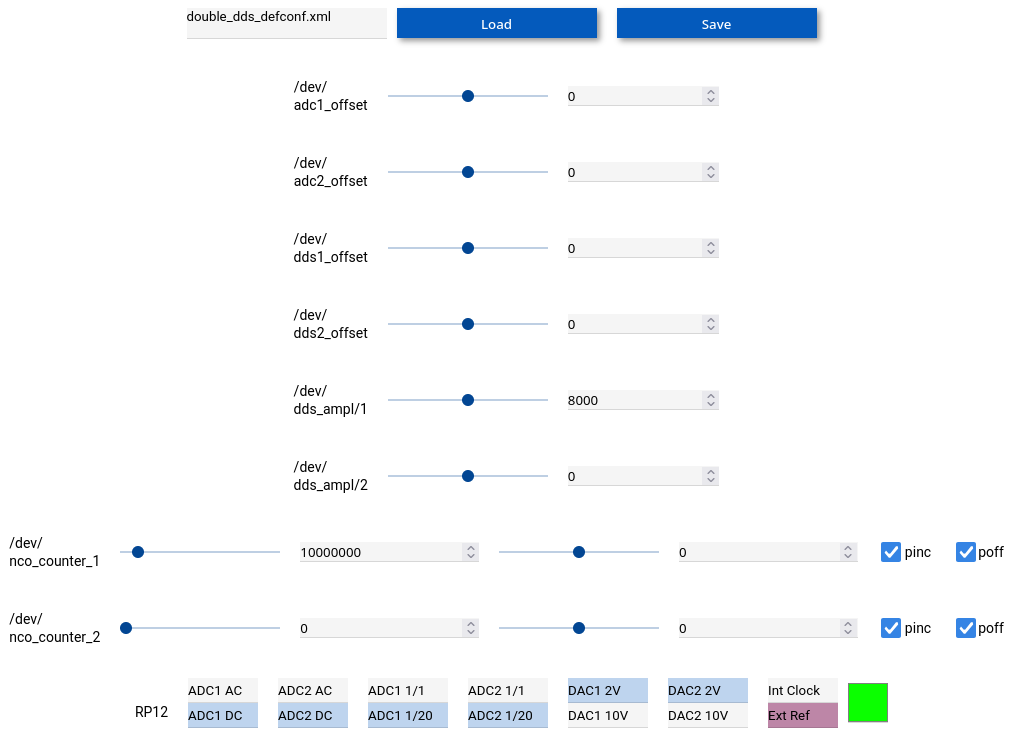 double_dds_defconf.xml Load Save
/dev/
adc1_offset 0
/dev/
adc2_offset 0
/dev/
dds1_offset 0
/dev/
dds2_offset 0
/dev/
dds_ampl/1 8000
/dev/
dds_ampl/2 0
/dev/
nco_counter_1 10000000 0 pinc poff
/dev/
nco_counter_2 0 0 pinc poff
RP12
ADC1 AC ADC2 AC ADC1 1/1 ADC2 1/1 DAC1 2V DAC2 2V Int Clock
ADC1 DC ADC2 DC ADC1 1/20 ADC2 1/20 DAC1 10V DAC2 10V Ext Ref